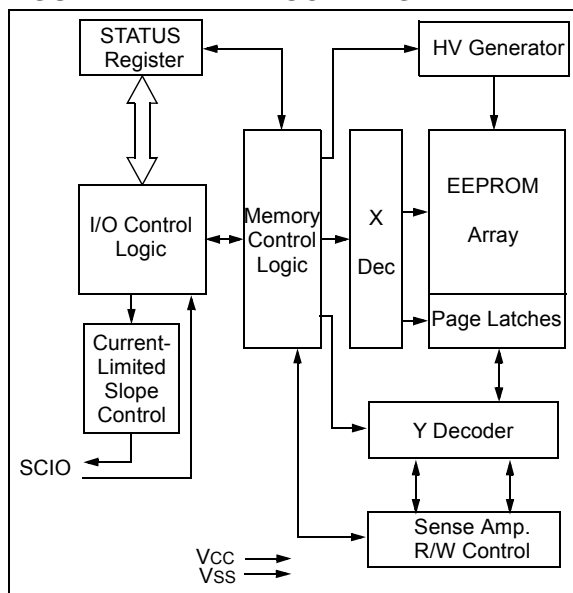 STATUS
Register
HV Generator
I/O Control
Logic
Memory
Control
Logic
X
Dec
EEPROM
Array
Page Latches
Current-
Limited
Slope
Control
Y Decoder
SCIO
Sense Amp.
R/W Control
VCC
VSS